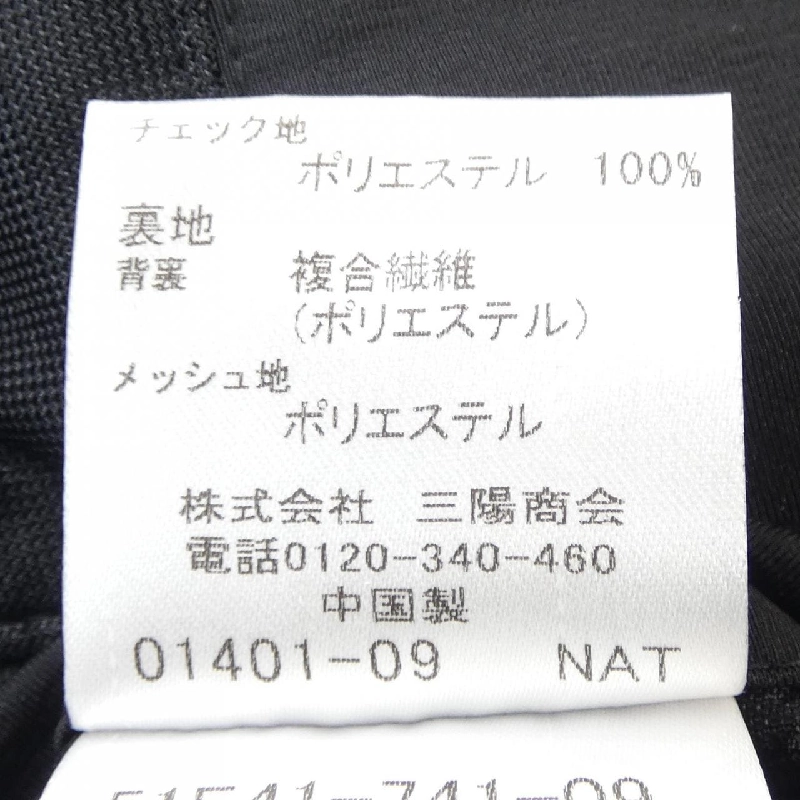 チェック地
ポリエステル 100%
裏地
背裏 複合繊維
(ポリエステル)
メッシュ地
ポリエステル
株式会社 三陽商会
電話0120-340-460
中国製
01401-09 NAT
51541-741-09